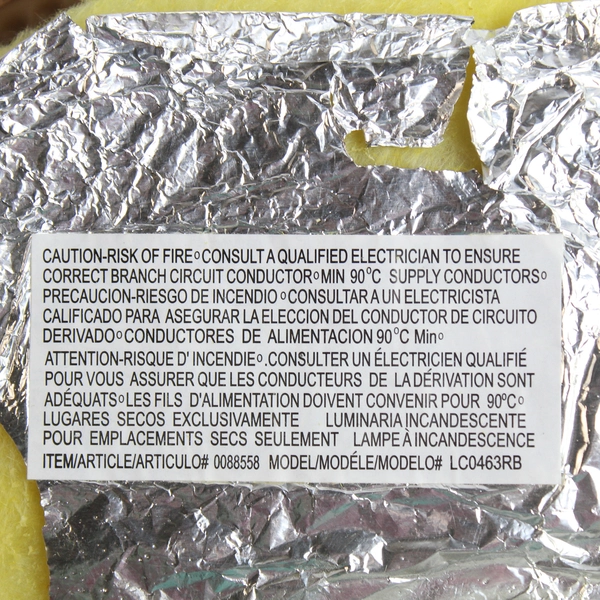 CAUTION-RISK OF FIRE°CONSULT A QUALIFIED ELECTRICIAN TO ENSURE
CORRECT BRANCH CIRCUIT CONDUCTOR°MIN 90°C SUPPLY CONDUCTORS°
PRECAUCION-RIESGO DE INCENDIO °CONSULTAR A UN ELECTRICISTA
CALIFICADO PARA ASEGURAR LA ELECCION DEL CONDUCTOR DE CIRCUITO
DERIVADO°CONDUCTORES DE ALIMENTACION 90°C Min°
ATTENTION-RISQUE D' INCENDIE°.CONSULTER UN ÉLECTRICIEN QUALIFIÉ
POUR VOUS ASSURER QUE LES CONDUCTEURS DE LA DÉRIVATION SONT
ADÉQUATS°LES FILS D'ALIMENTATION DOIVENT CONVENIR POUR 90ºC°
LUGARES SECOS EXCLUSIVAMENTE LUMINARIA INCANDESCENTE
POUR EMPLACEMENTS SECS SEULEMENT LAMPE À INCANDESCENCE
ITEM/ARTICLE/ARTICULO# 0088558 MODEL/MODÉLE/MODELO# LC0463RB